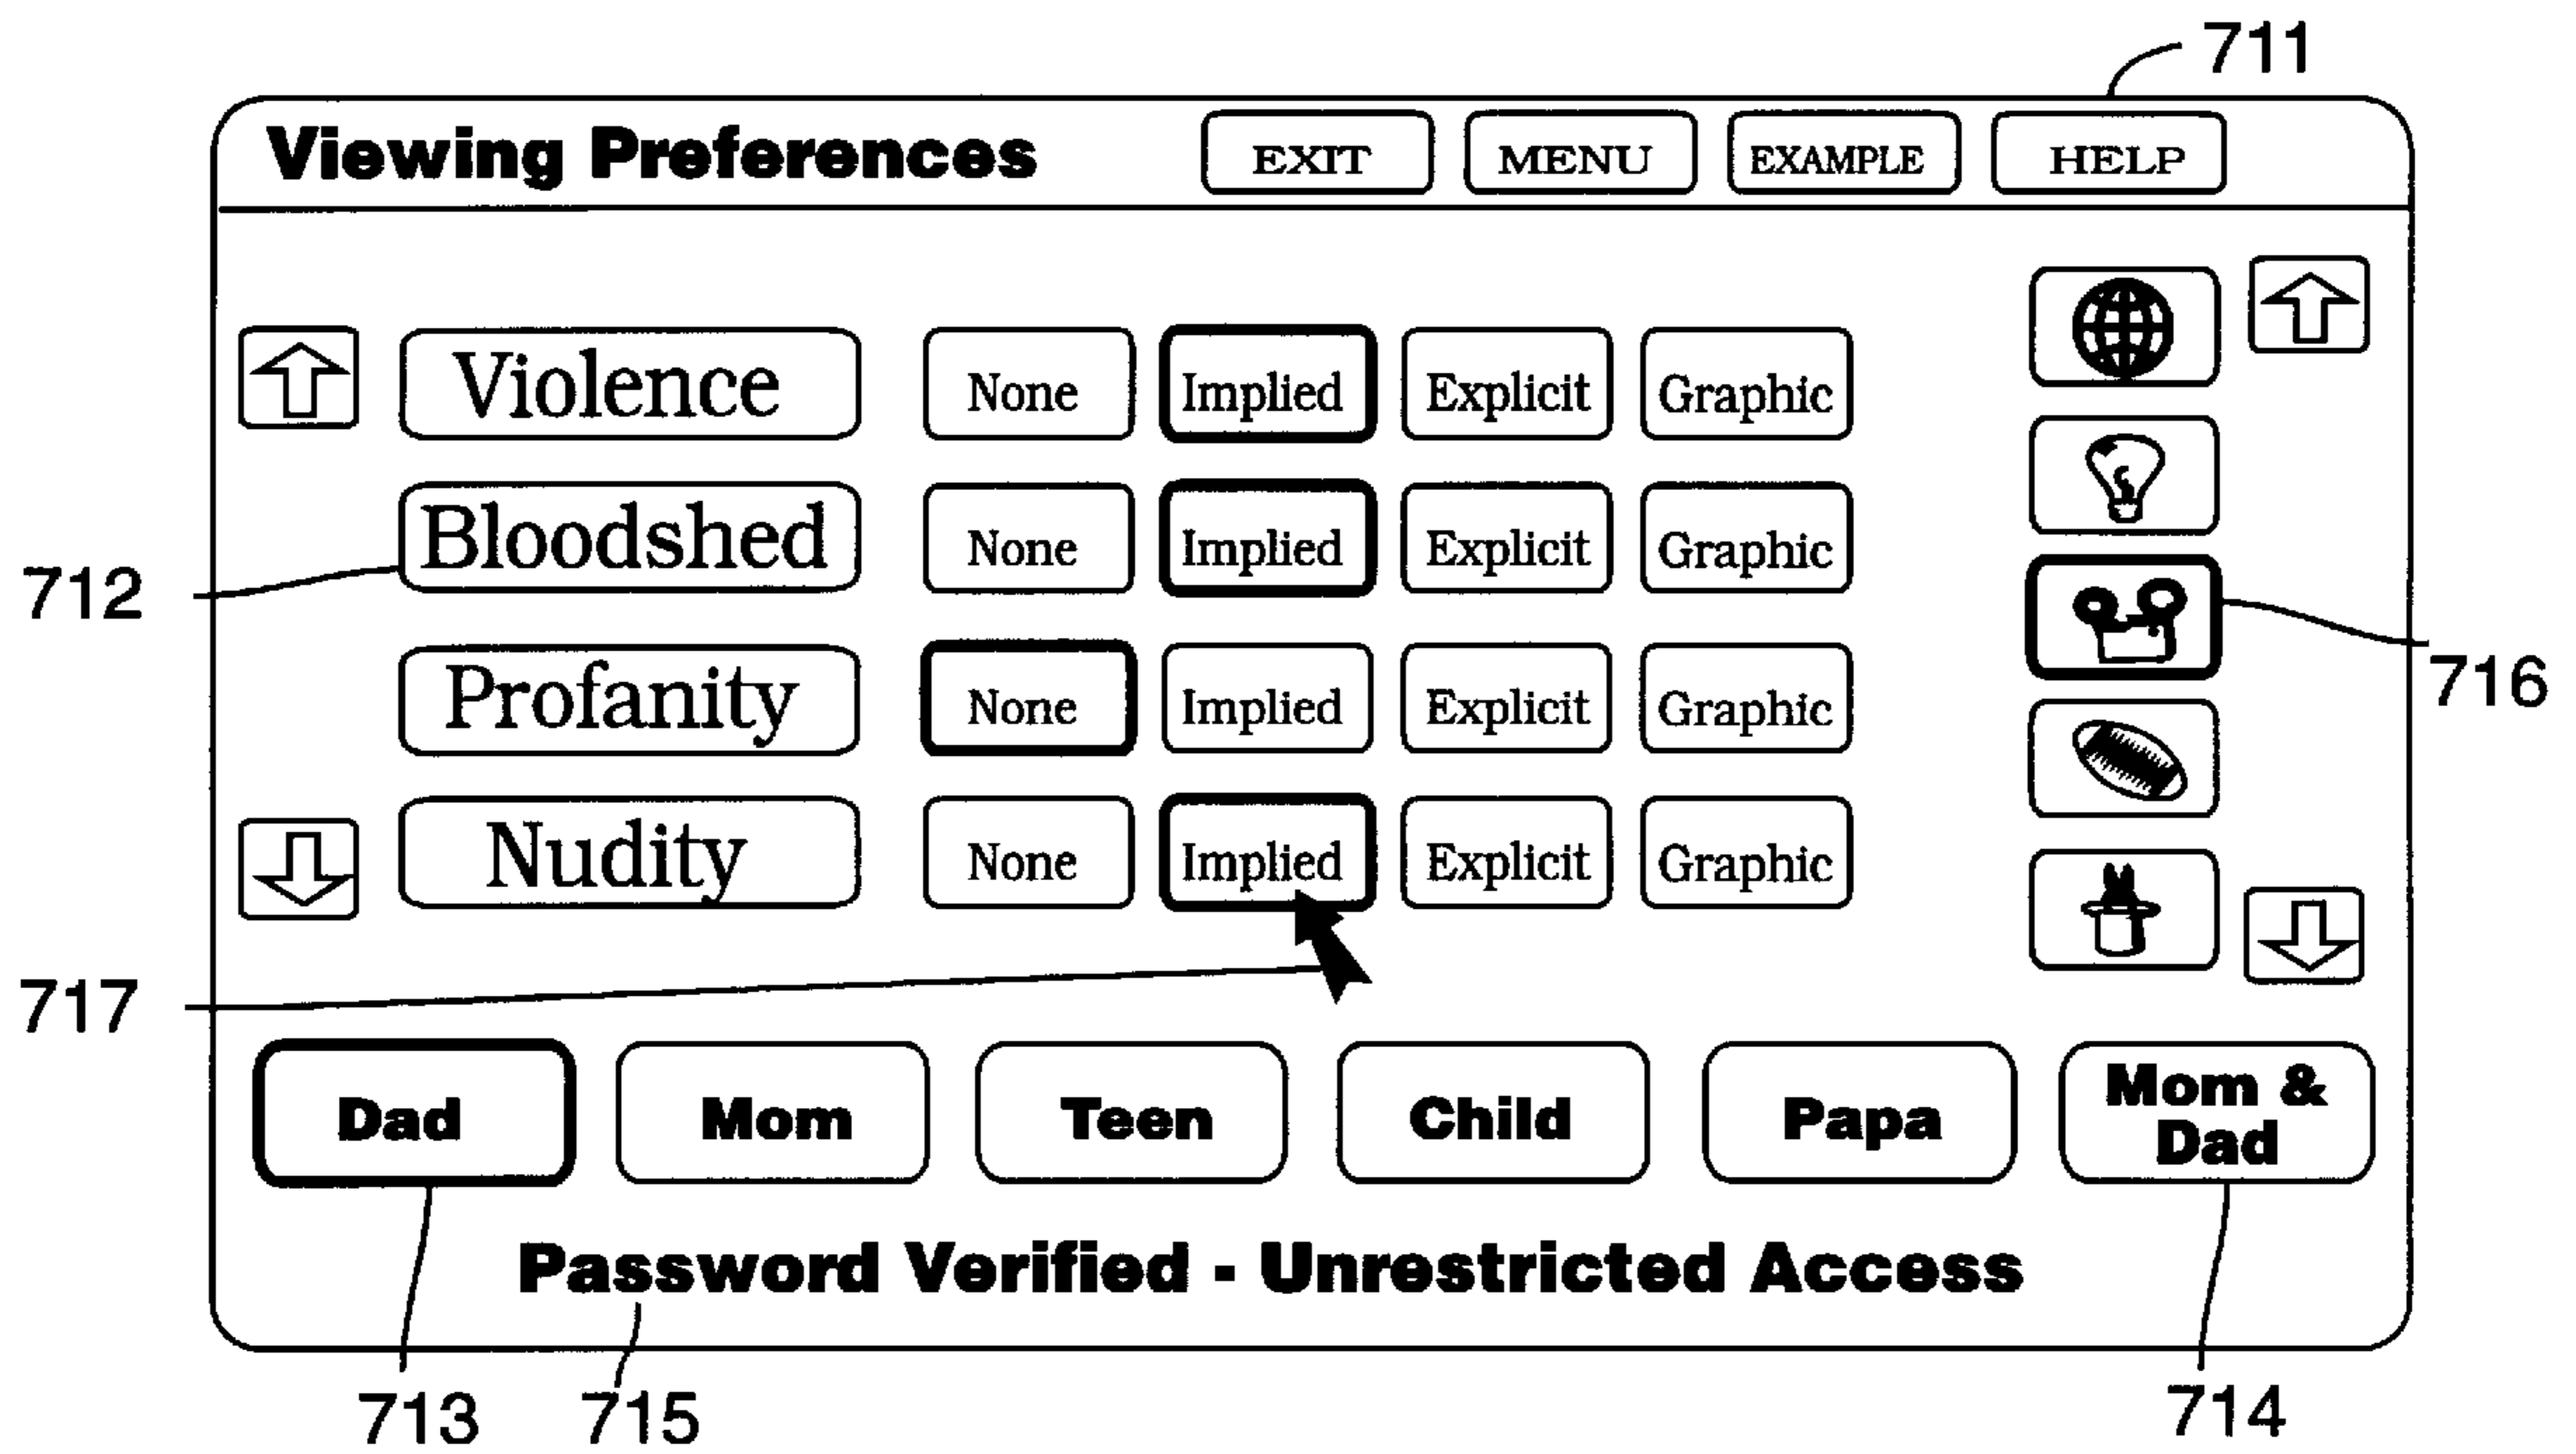 711
Viewing Preferences EXIT MENU EXAMPLE HELP
Violence None Implied Explicit Graphic
712 Bloodshed None Implied Explicit Graphic
Profanity None Implied Explicit Graphic
716
Nudity None Implied Explicit Graphic
717
Dad Mom Teen Child Papa Mom &
Dad
Password Verified - Unrestricted Access
713 715 714